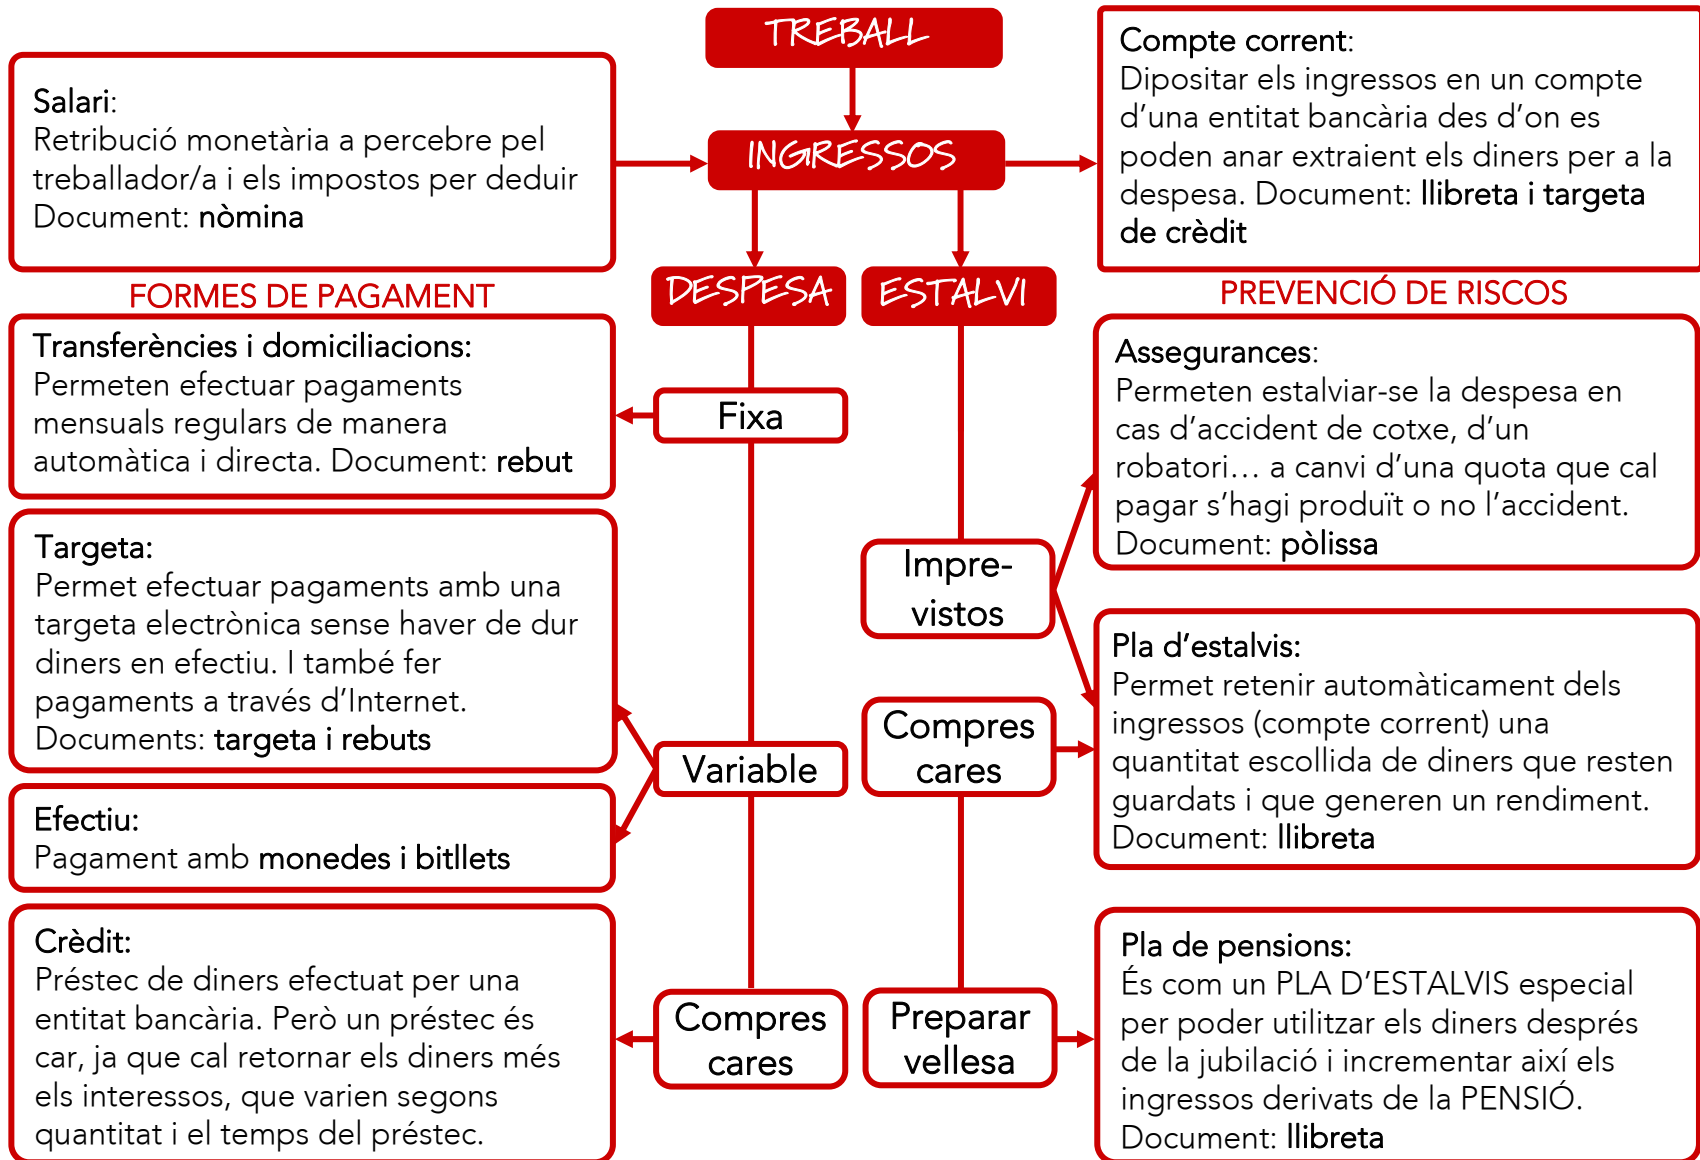 TREBALL
Salari:
Retribució monetària a percebre pel
treballador/a i els impostos per deduir
Document: nòmina
INGRESSOS
Compte corrent:
Dipositar els ingressos en un compte
d’una entitat bancària des d’on es
poden anar extraient els diners per a la
despesa. Document: llibreta i targeta
de crèdit
DESPESA
ESTALVI
FORMES DE PAGAMENT
Transferències i domiciliacions:
Permeten efectuar pagaments
mensuals regulars de manera
automàtica i directa. Document: rebut
Fixa
Targeta:
Permet efectuar pagaments amb una
targeta electrònica sense haver de dur
diners en efectiu. I també fer
pagaments a través d’Internet.
Documents: targeta i rebuts
Variable
Efectiu:
Pagament amb monedes i bitllets
Crèdit:
Préstec de diners efectuat per una
entitat bancària. Però un préstec és
car, ja que cal retornar els diners més
els interessos, que varien segons
quantitat i el temps del préstec.
Compres
cares
PREVENCIÓ DE RISCOS
Assegurances:
Permeten estalviar-se la despesa en
cas d’accident de cotxe, d’un
robatori... a canvi d’una quota que cal
pagar s’hagi produït o no l’accident.
Document: pòlissa
Impre-
vistos
Pla d’estalvis:
Permet retenir automàticament dels
ingressos (compte corrent) una
quantitat escollida de diners que resten
guardats i que generen un rendiment.
Document: llibreta
Compres
cares
Preparar
vellesa
Pla de pensions:
És com un PLA D’ESTALVIS especial
per poder utilitzar els diners després
de la jubilació i incrementar així els
ingressos derivats de la PENSIÓ.
Document: llibreta